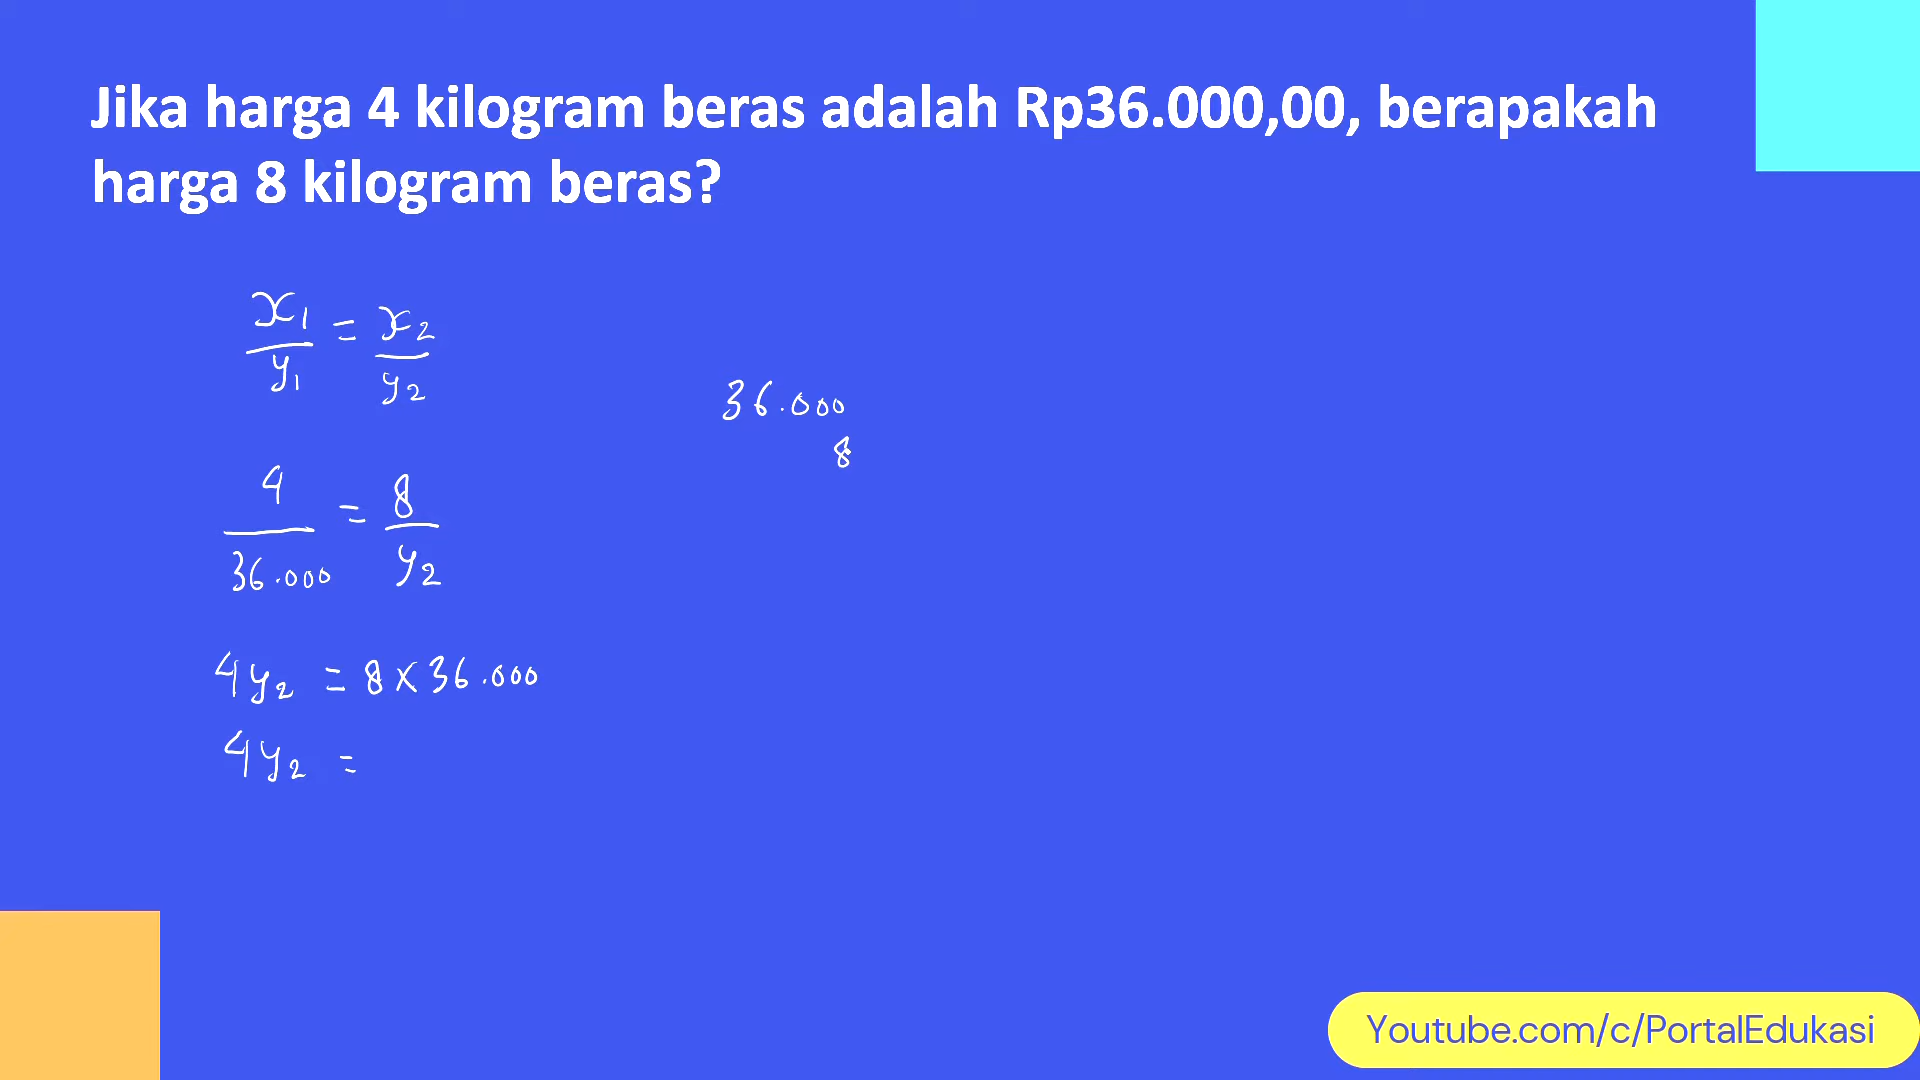 Jika harga 4 kilogram beras adalah Rp36.000,00, berapakah
harga 8 kilogram beras?
x₁/y₁ = x₂/y₂
4/36.000 = 8/y₂
4y₂ = 8 × 36.000
4y₂ =
36.000
8
Youtube.com/c/PortalEdukasi